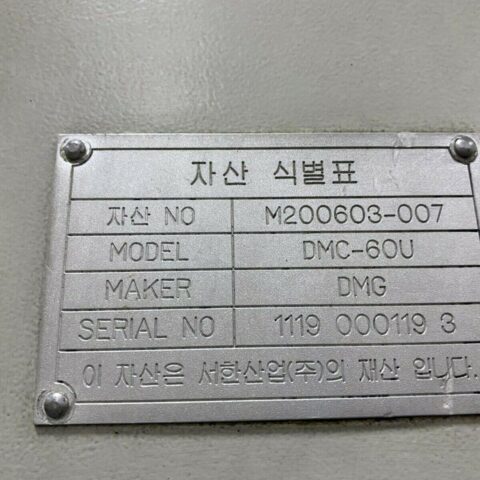 자산 식별표
자산 NO M200603-007
MODEL DMC-60U
MAKER DMG
SERIAL NO 1119 000119 3
이 자산은 서한산업(주)의 재산 입니다.